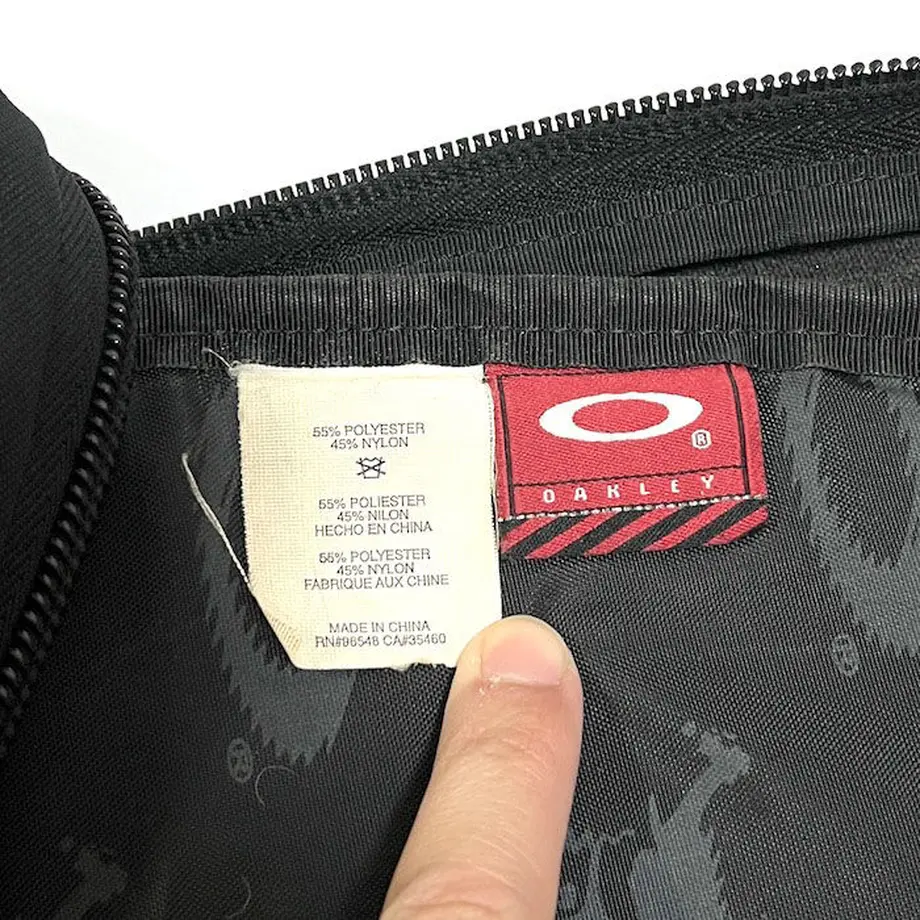 55% POLYESTER
45% NYLON
55% POLIESTER
45% NILON
HECHO EN CHINA
55% POLYESTER
45% NYLON
FABRIQUE AUX CHINE
MADE IN CHINA
RN#96548 CA#35460
®
OAKLEY
®
®